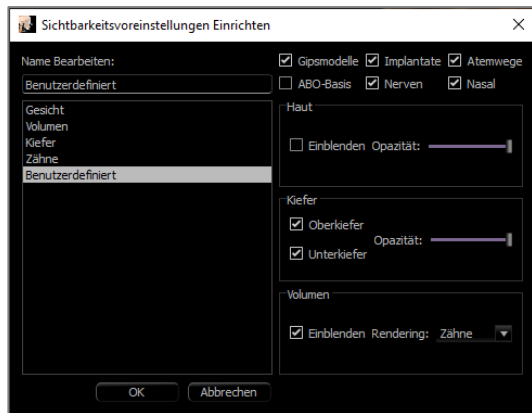 Sichtbarkeitsvoreinstellungen Einrichten
Name Bearbeiten:
Benutzerdefiniert
Gesicht
Volumen
Kiefer
Zähne
Benutzerdefiniert
Gipsmodelle Implantate Atemwege
ABO-Basis Nerven Nasal
Haut
Einblenden Opazität:
Kiefer
Oberkiefer
Opazität:
Unterkiefer
Volumen
Einblenden Rendering: Zähne
OK Abbrechen